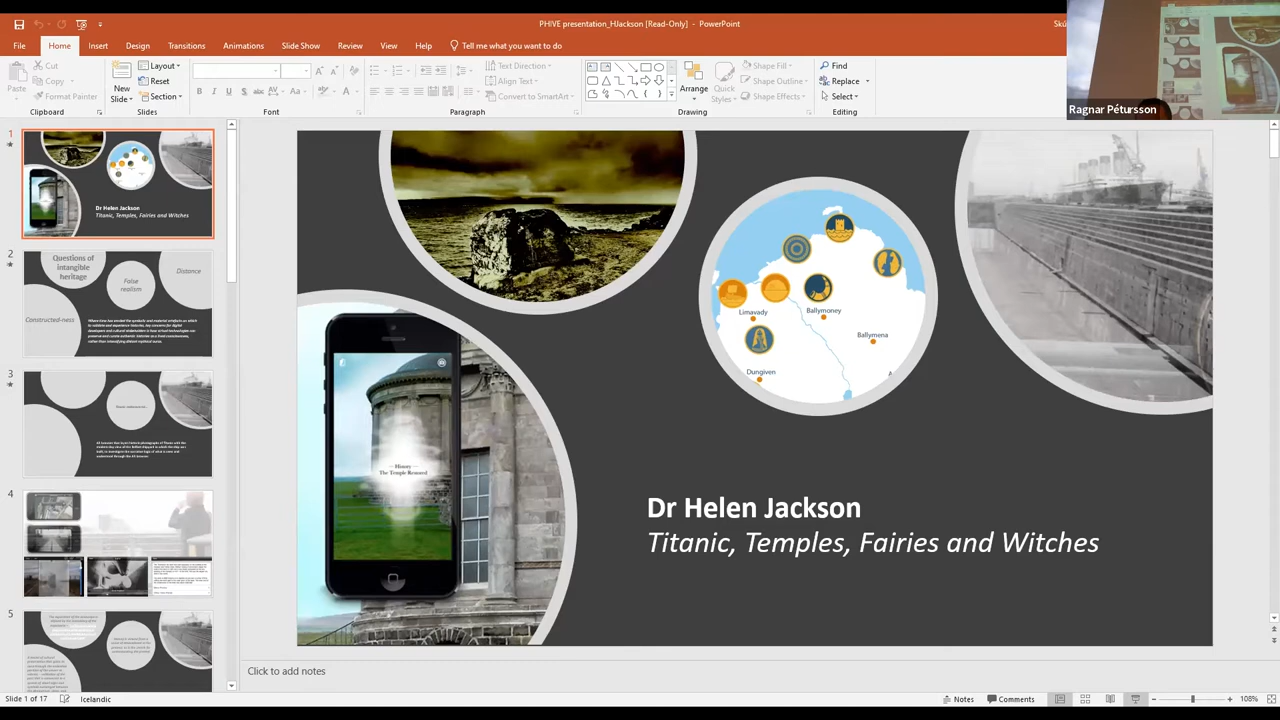 PHIVE presentation_HJackson [Read-Only] - PowerPoint
File
Home
Insert
Design
Transitions
Animations
Slide Show
Review
View
Help
Tell me what you want to do
Paste
Cut
Copy
Format Painter
Clipboard
New
Slide
Layout
Reset
Section
Slides
Font
Text Direction
Align Text
Convert to SmartArt
Paragraph
Arrange
Quick
Styles
Shape Fill
Shape Outline
Shape Effects
Drawing
Find
Replace
Select
Editing
Ragnar Pétursson
1
Dr Helen Jackson
Titanic, Temples, Fairies and Witches
2
Questions of
intangible
heritage
False
realism
Distance
Constructed-ness
3
4
5
Limavady
Ballymoney
Ballymena
Dungiven
A
History
The Temple Restored
Dr Helen Jackson
Titanic, Temples, Fairies and Witches
Click to add notes
Slide 1 of 17
Icelandic
Notes
Comments
108%